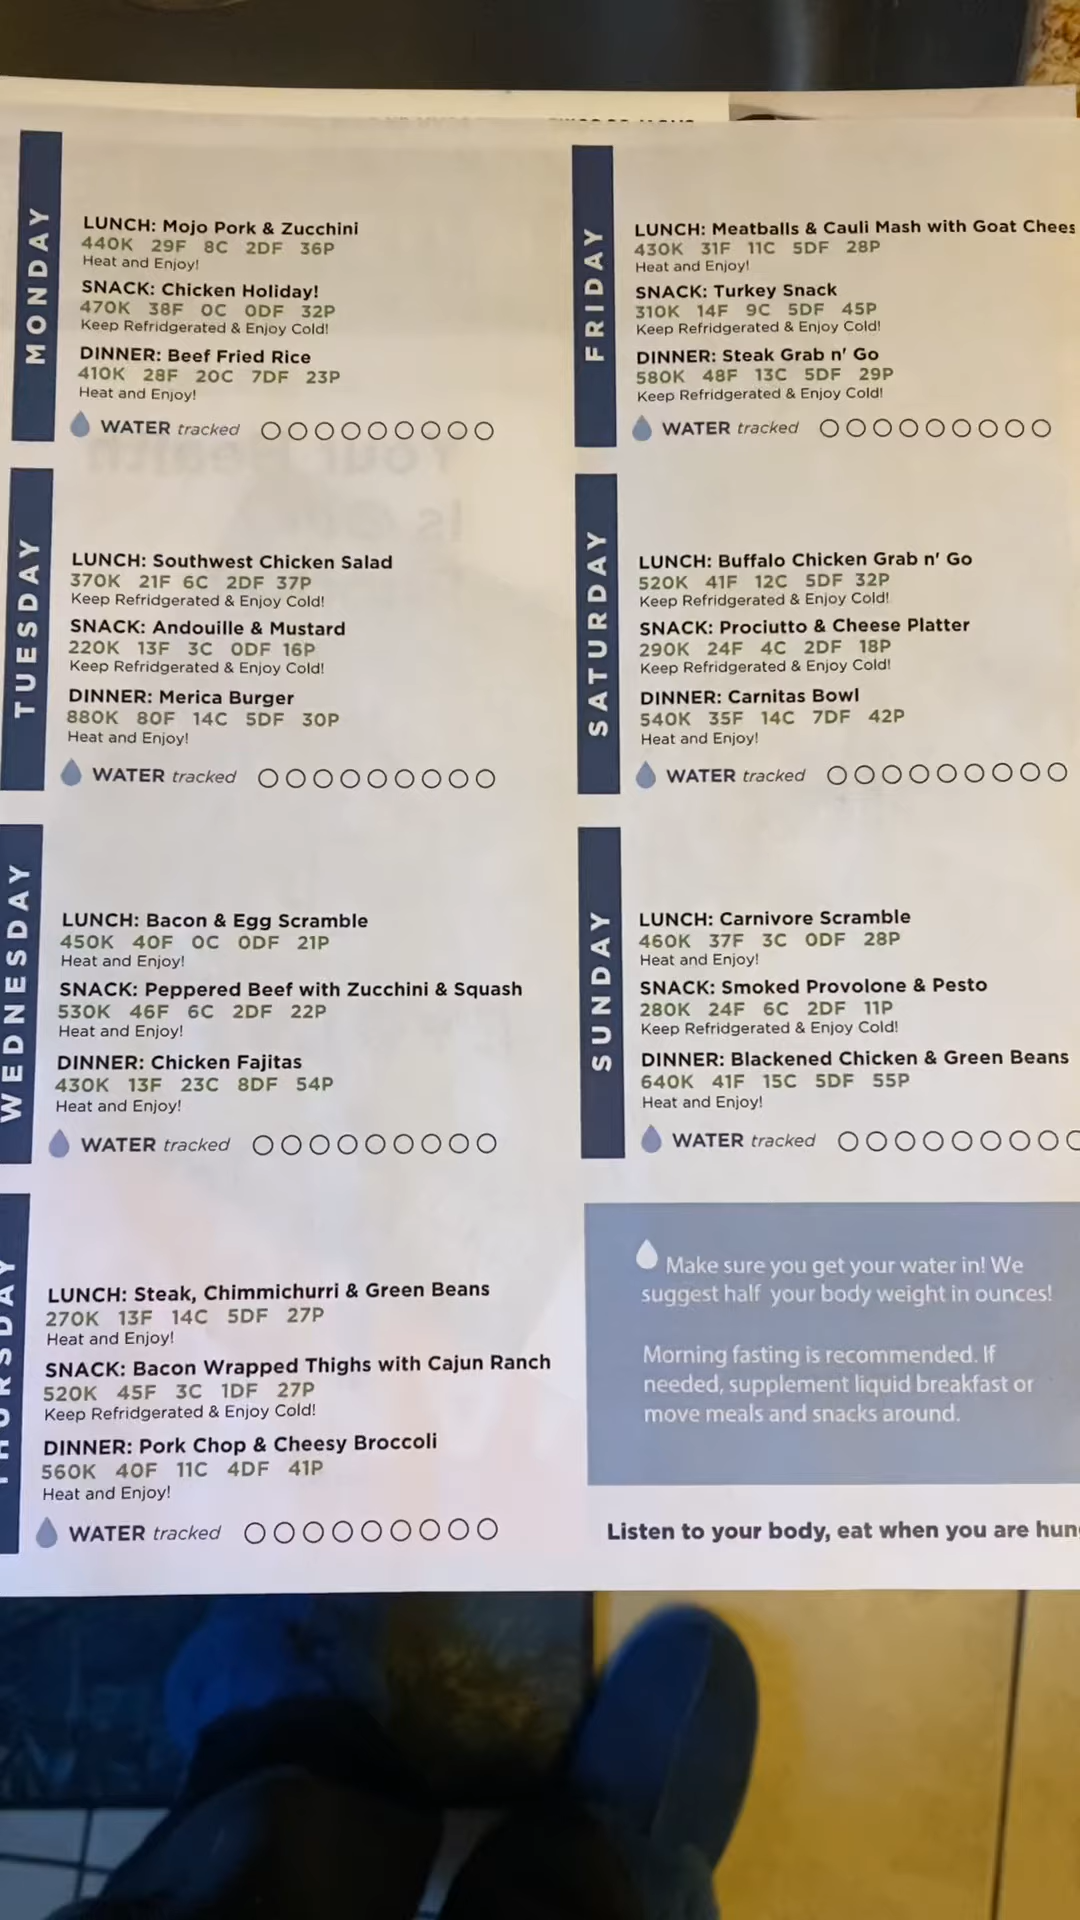 MONDAY
LUNCH: Mojo Pork & Zucchini
440K 29F 8C 2DF 36P
Heat and Enjoy!
SNACK: Chicken Holiday!
470K 38F 0C 0DF 32P
Keep Refridgerated & Enjoy Cold!
DINNER: Beef Fried Rice
410K 28F 20C 7DF 23P
Heat and Enjoy!
WATER tracked
TUESDAY
LUNCH: Southwest Chicken Salad
370K 21F 6C 2DF 37P
Keep Refridgerated & Enjoy Cold!
SNACK: Andouille & Mustard
220K 13F 3C 0DF 16P
Keep Refridgerated & Enjoy Cold!
DINNER: Merica Burger
880K 80F 14C 5DF 30P
Heat and Enjoy!
WATER tracked
WEDNESDAY
LUNCH: Bacon & Egg Scramble
450K 40F 0C 0DF 21P
Heat and Enjoy!
SNACK: Peppered Beef with Zucchini & Squash
530K 46F 6C 2DF 22P
Heat and Enjoy!
DINNER: Chicken Fajitas
430K 13F 23C 8DF 54P
Heat and Enjoy!
WATER tracked
HURSDAY
LUNCH: Steak, Chimmichurri & Green Beans
270K 13F 14C 5DF 27P
Heat and Enjoy!
SNACK: Bacon Wrapped Thighs with Cajun Ranch
520K 45F 3C 1DF 27P
Keep Refridgerated & Enjoy Cold!
DINNER: Pork Chop & Cheesy Broccoli
560K 40F 11C 4DF 41P
Heat and Enjoy!
WATER tracked
FRIDAY
LUNCH: Meatballs & Cauli Mash with Goat Chees
430K 31F 11C 5DF 28P
Heat and Enjoy!
SNACK: Turkey Snack
310K 14F 9C 5DF 45P
Keep Refridgerated & Enjoy Cold!
DINNER: Steak Grab n' Go
580K 48F 13C 5DF 29P
Keep Refridgerated & Enjoy Cold!
WATER tracked
SATURDAY
LUNCH: Buffalo Chicken Grab n' Go
520K 41F 12C 5DF 32P
Keep Refridgerated & Enjoy Cold!
SNACK: Prociutto & Cheese Platter
290K 24F 4C 2DF 18P
Keep Refridgerated & Enjoy Cold!
DINNER: Carnitas Bowl
540K 35F 14C 7DF 42P
Heat and Enjoy!
WATER tracked
SUNDAY
LUNCH: Carnivore Scramble
460K 37F 3C 0DF 28P
Heat and Enjoy!
SNACK: Smoked Provolone & Pesto
280K 24F 6C 2DF 11P
Keep Refridgerated & Enjoy Cold!
DINNER: Blackened Chicken & Green Beans
640K 41F 15C 5DF 55P
Heat and Enjoy!
WATER tracked
Make sure you get your water in! We
suggest half your body weight in ounces!
Morning fasting is recommended. If
needed, supplement liquid breakfast or
move meals and snacks around.
Listen to your body, eat when you are hun